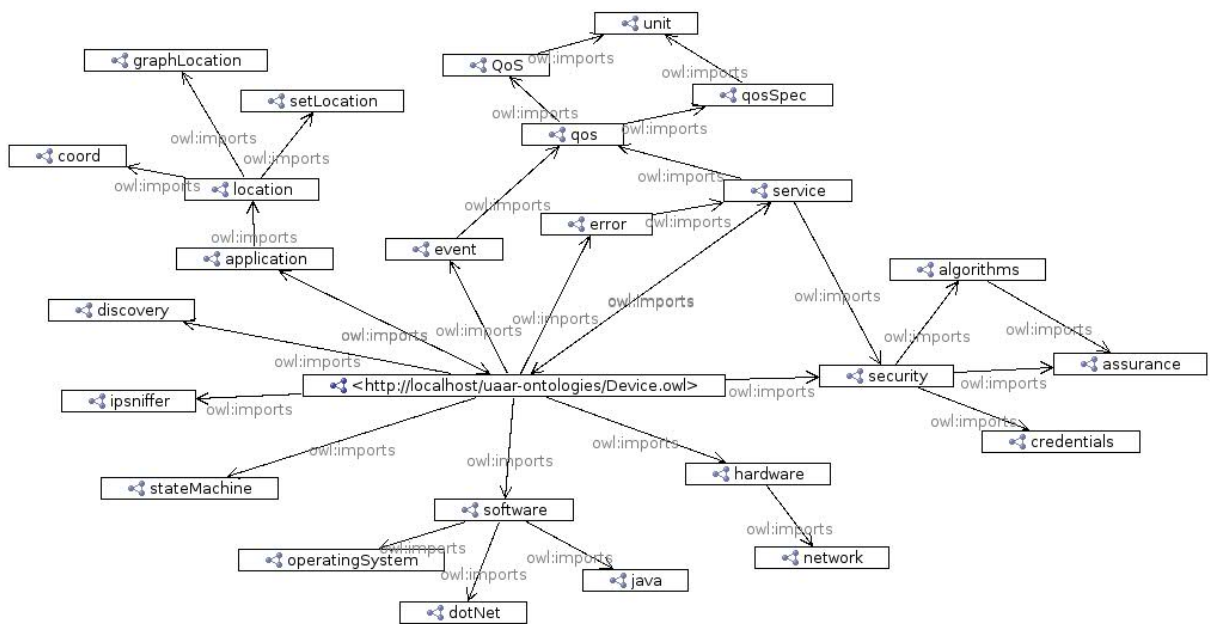 unit
owl:imports
owl:imports
graphLocation
QoS
setLocation
qosSpec
owl:imports
owl:imports
owl:imports
qos
coord
owl:imports
owl:imports
owl:imports
location
service
owl:imports
error
owl:imports
owl:imports
event
application
algorithms
owl:imports
owl:imports
discovery
owl:imports
owl:imports
owl:imports
owl:imports
owl:imports
owl:imports
owl:imports
assurance
<http://localhost/uaar-ontologies/Device.owl>
owl:imports
security
owl:imports
ipsniffer
owl:imports
owl:imports
credentials
owl:imports
owl:imports
owl:imports
hardware
stateMachine
software
owl:imports
owl:imports
operatingSystem
owl:imports
network
owl:imports
java
dotNet